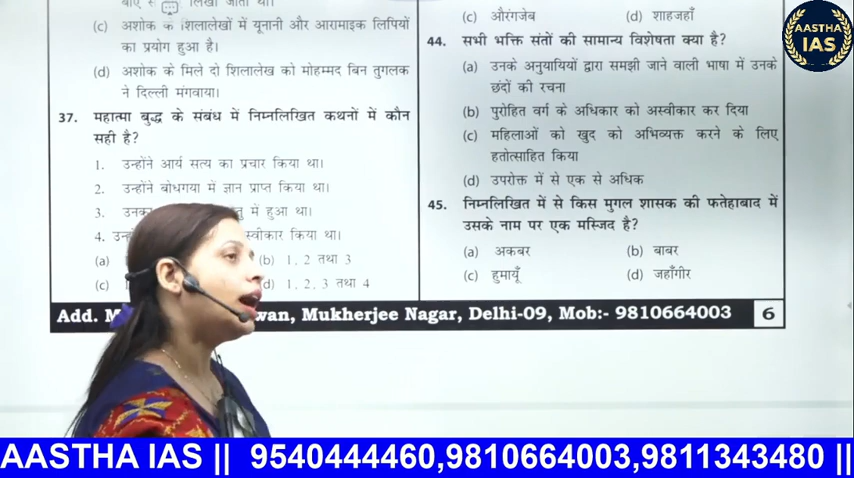 (c) अशोक के शिलालेखों में यूनानी और आरामाइक लिपियों
का प्रयोग हुआ है।
(d) अशोक के मिले दो शिलालेख को मोहम्मद बिन तुगलक
ने दिल्ली मंगवाया।
37. महात्मा बुद्ध के संबंध में निम्नलिखित कथनों में कौन
सही है?
1. उन्होंने आर्य सत्य का प्रचार किया था।
2. उन्होंने बोधगया में ज्ञान प्राप्त किया था।
3. में हुआ था।
4. किया था।
(a) (b) 1, 2 तथा 3
(c) (d) 1, 2, 3 तथा 4
(c) औरंगजेब (d) शाहजहाँ
44. सभी भक्ति संतों की सामान्य विशेषता क्या है?
(a) उनके अनुयायियों द्वारा समझी जाने वाली भाषा में उनके
छंदों की रचना
(b) पुरोहित वर्ग के अधिकार को अस्वीकार कर दिया
(c) महिलाओं को खुद को अभिव्यक्त करने के लिए
हतोत्साहित किया
(d) उपरोक्त में से एक से अधिक
45. निम्नलिखित में से किस मुगल शासक की फतेहाबाद में
उसके नाम पर एक मस्जिद है?
(a) अकबर (b) बाबर
(c) हुमायूँ (d) जहाँगीर
Add. Mukherjee Nagar, Delhi-09, Mob:- 9810664003 6
AASTHA
IAS
AASTHA IAS || 9540444460,9810664003,9811343480 ||